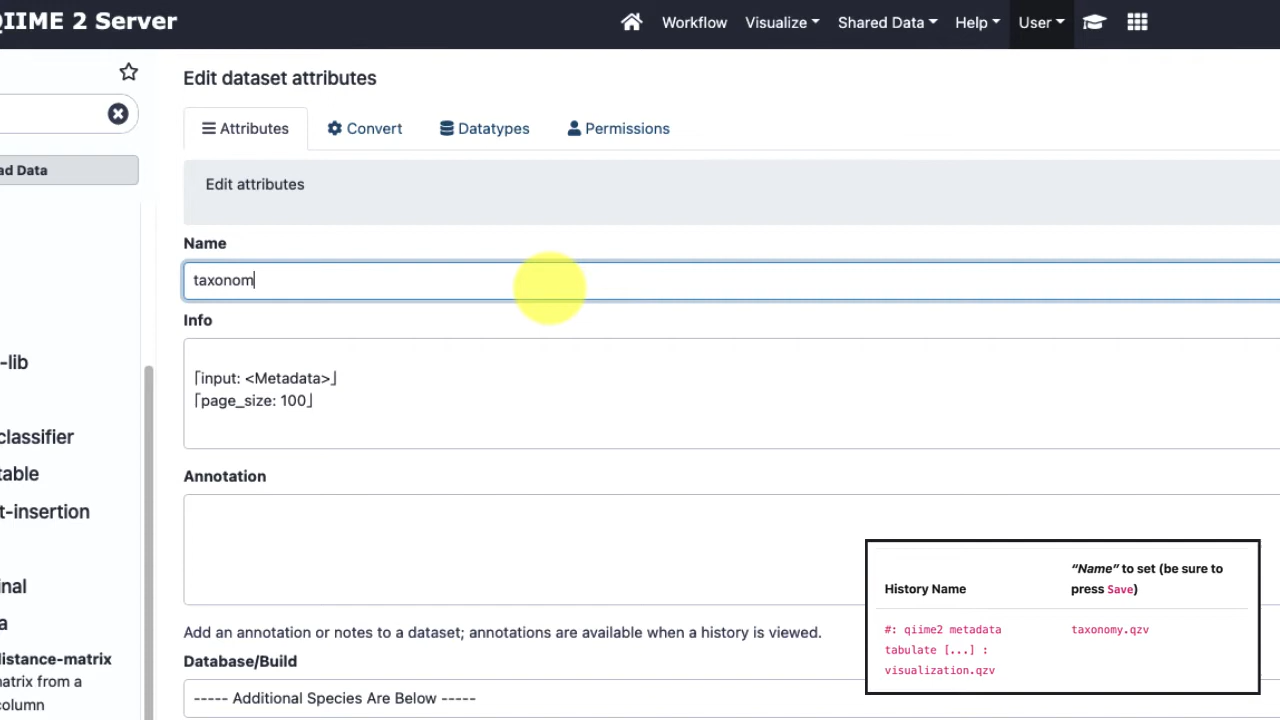 QIIME 2 Server
Workflow Visualize Shared Data Help User
Edit dataset attributes
Attributes Convert Datatypes Permissions
ad Data
Edit attributes
Name
taxonom
Info
⌈input: <Metadata>⌋
⌈page_size: 100⌋
-lib
classifier
table
t-insertion
Annotation
inal
a
listance-matrix
matrix from a
column
Add an annotation or notes to a dataset; annotations are available when a history is viewed.
Database/Build
----- Additional Species Are Below -----
History Name
“Name” to set (be sure to
press Save)
#: qiime2 metadata
tabulate [...] :
visualization.qzv
taxonomy.qzv